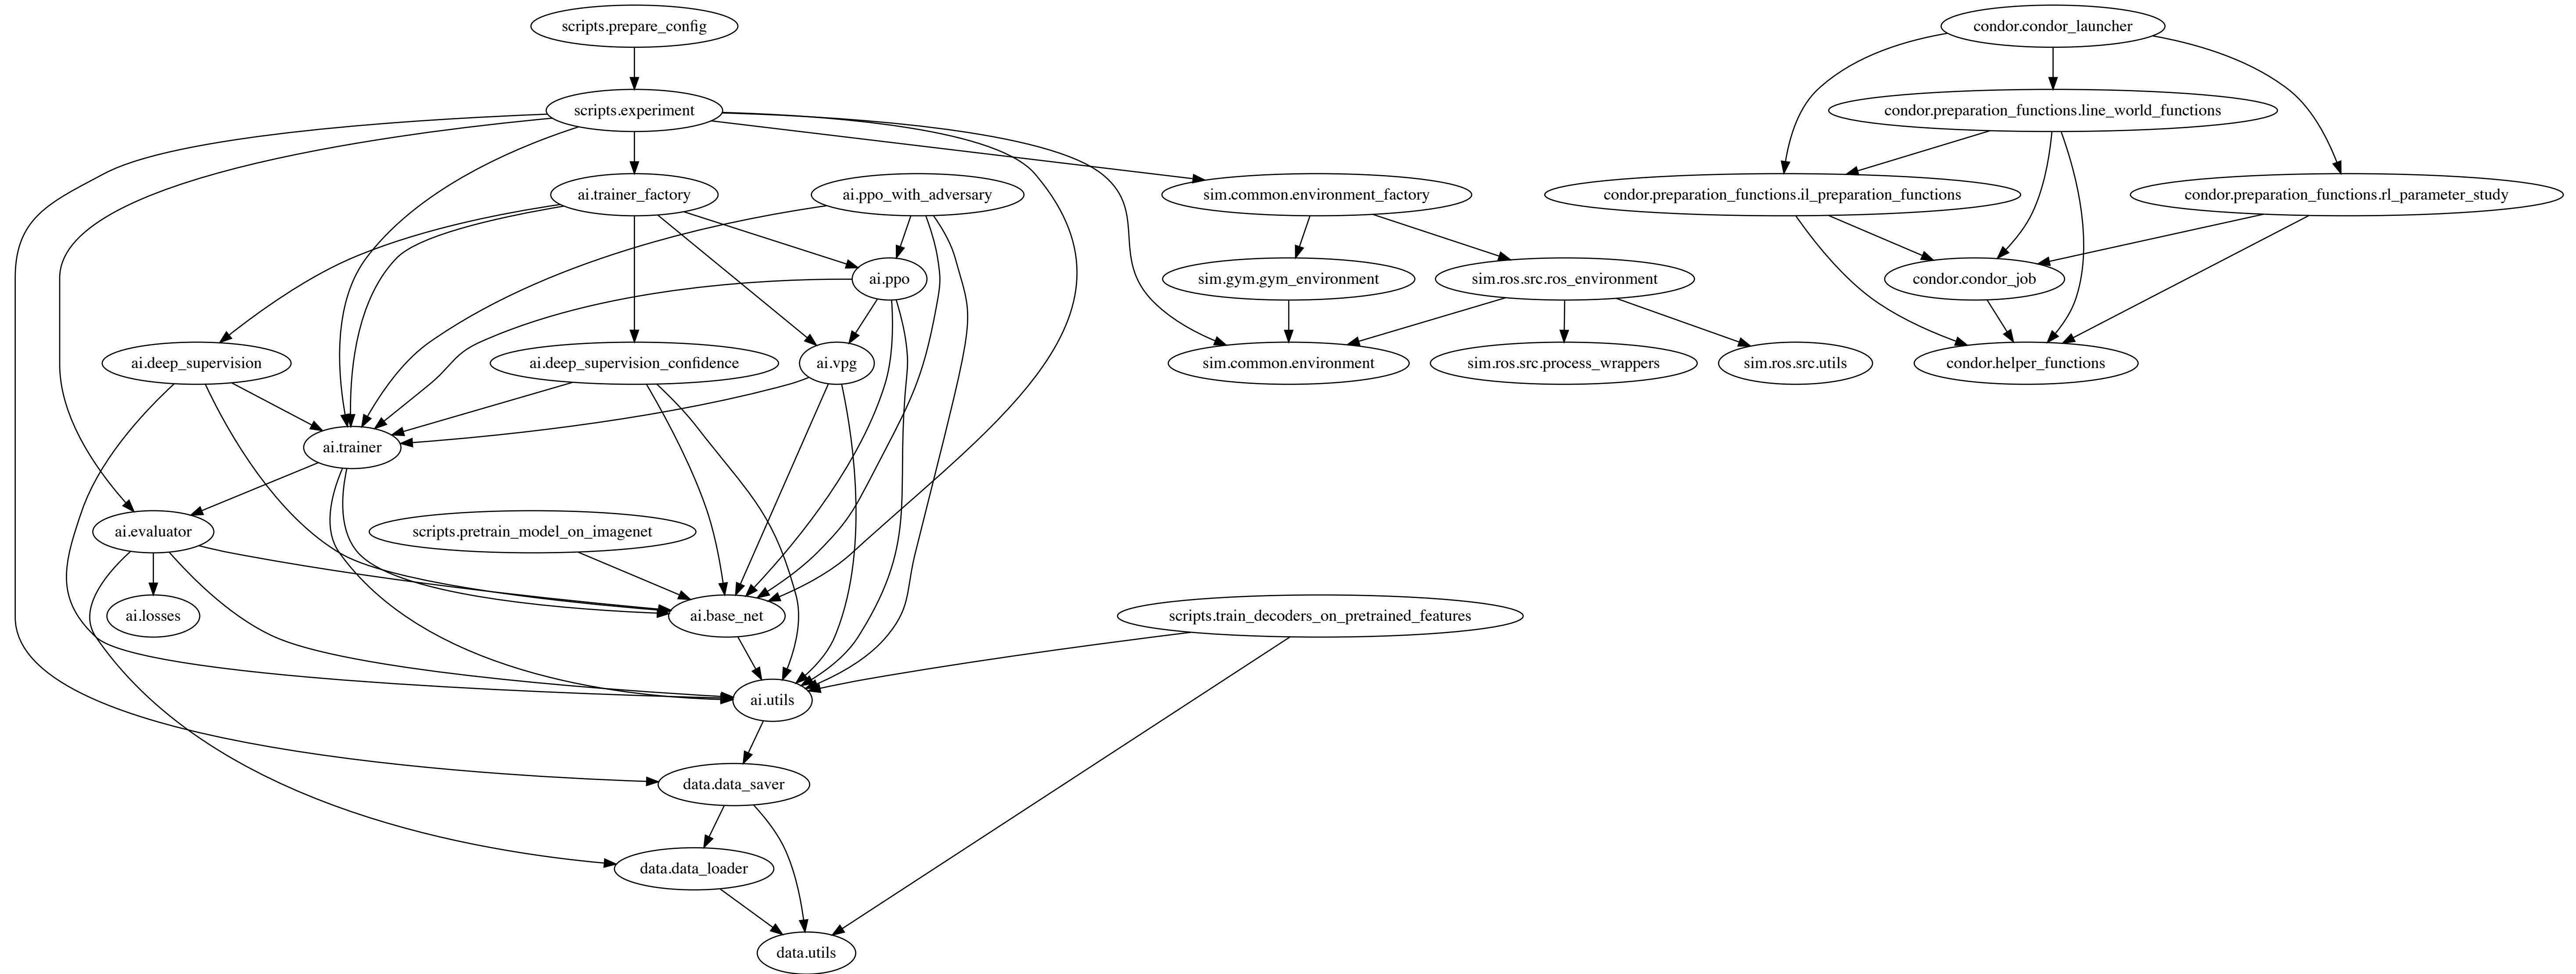 scripts.prepare_config
condor.condor_launcher
scripts.experiment
condor.preparation_functions.line_world_functions
ai.trainer_factory
ai.ppo_with_adversary
sim.common.environment_factory
condor.preparation_functions.il_preparation_functions
condor.preparation_functions.rl_parameter_study
ai.ppo
sim.gym.gym_environment
sim.ros.src.ros_environment
condor.condor_job
ai.deep_supervision
ai.deep_supervision_confidence
ai.vpg
sim.common.environment
sim.ros.src.process_wrappers
sim.ros.src.utils
condor.helper_functions
ai.trainer
ai.evaluator
scripts.pretrain_model_on_imagenet
ai.losses
ai.base_net
scripts.train_decoders_on_pretrained_features
ai.utils
data.data_saver
data.data_loader
data.utils